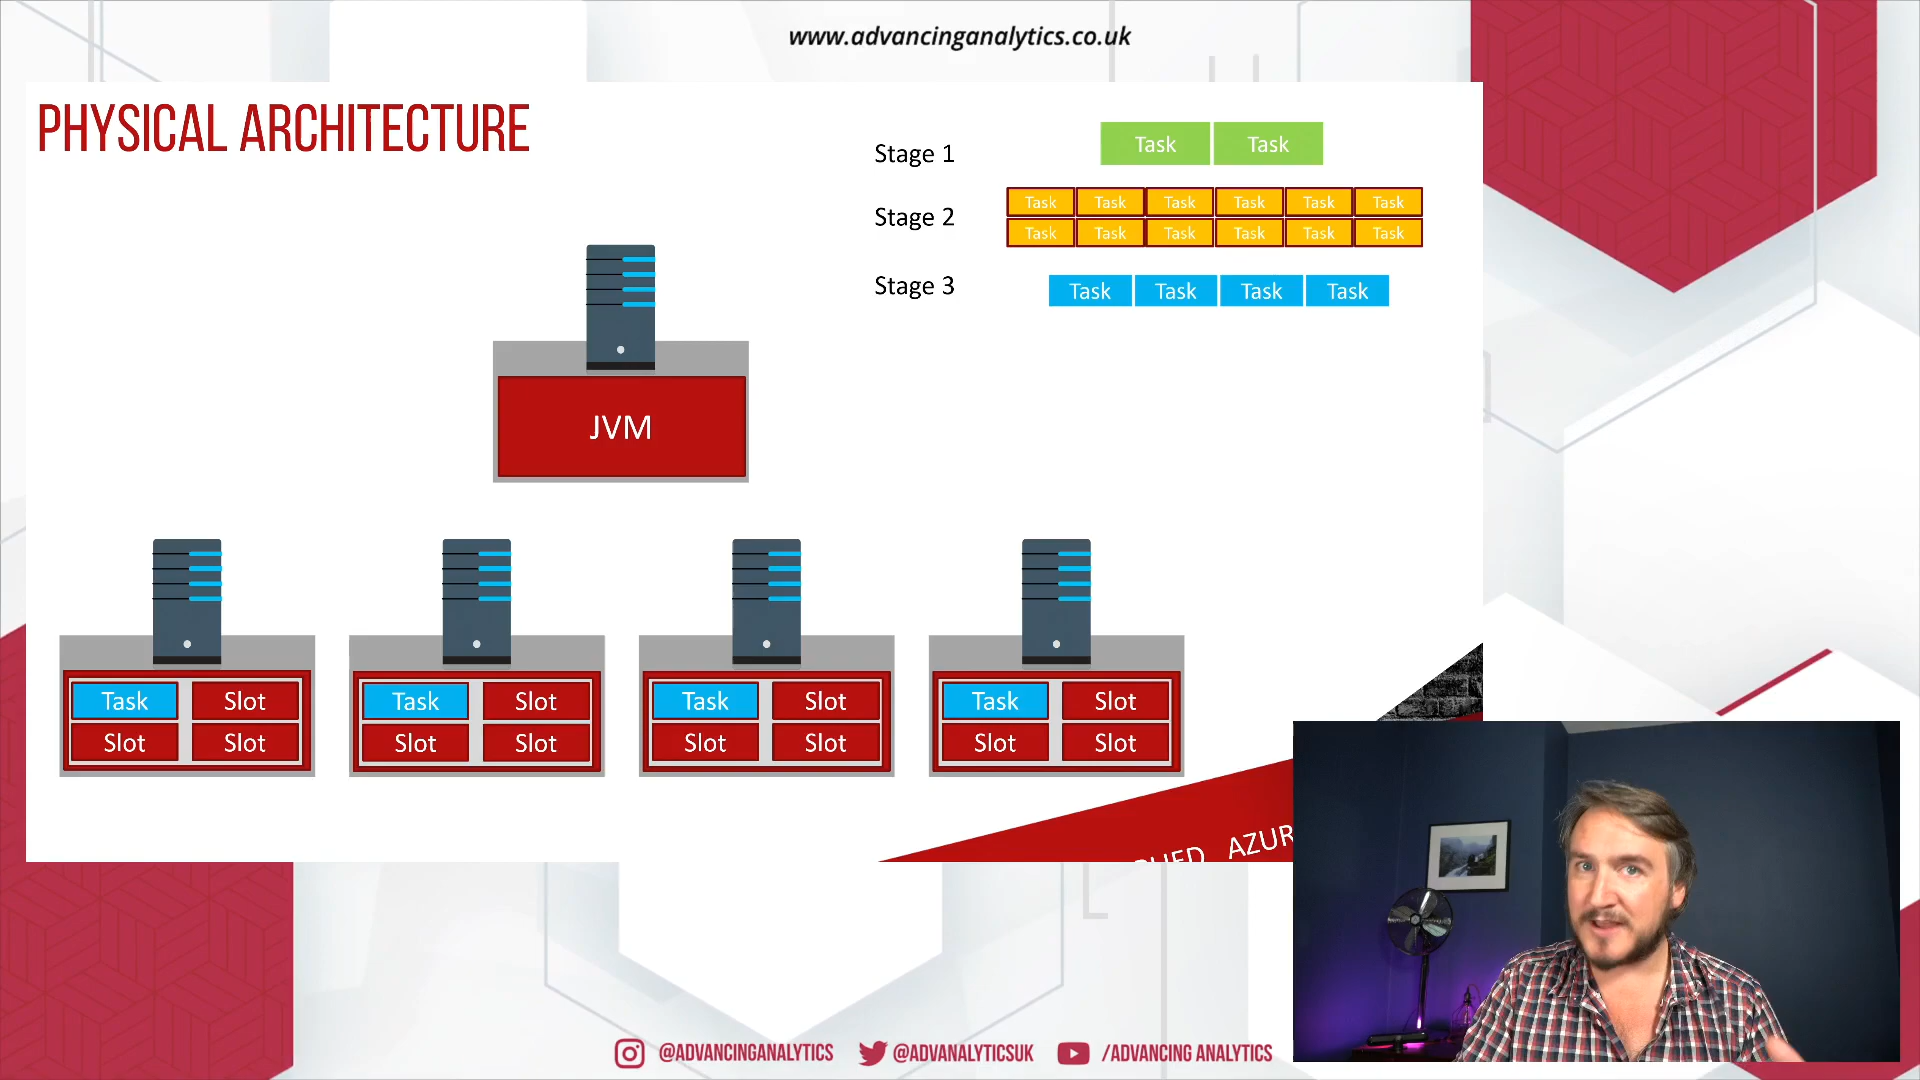 www.advancinganalytics.co.uk
PHYSICAL ARCHITECTURE
Stage 1
Task Task
Stage 2
Task Task Task Task Task Task
Task Task Task Task Task Task
Stage 3
Task Task Task Task
JVM
Task Slot
Slot Slot
Task Slot
Slot Slot
Task Slot
Slot Slot
Task Slot
Slot Slot
@ADVANCINGANALYTICS @ADVANALYTICSUK /ADVANCING ANALYTICS